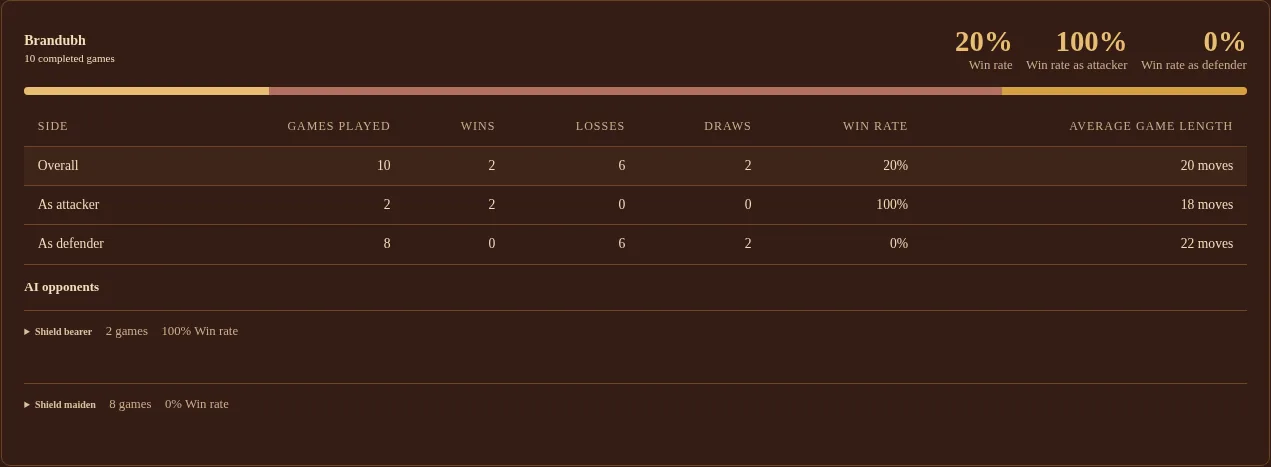 Brandubh
10 completed games
20% 100% 0%
Win rate Win rate as attacker Win rate as defender
SIDE GAMES PLAYED WINS LOSSES DRAWS WIN RATE AVERAGE GAME LENGTH
Overall 10 2 6 2 20% 20 moves
As attacker 2 2 0 0 100% 18 moves
As defender 8 0 6 2 0% 22 moves
AI opponents
Shield bearer 2 games 100% Win rate
Shield maiden 8 games 0% Win rate